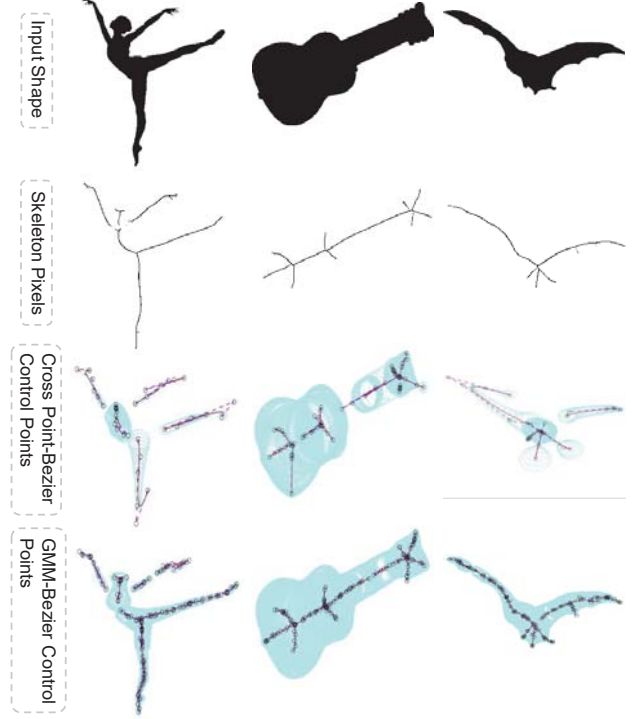 Input Shape
Skeleton Pixels
Cross Point-Bezier
Control Points
GMM-Bezier Control
Points